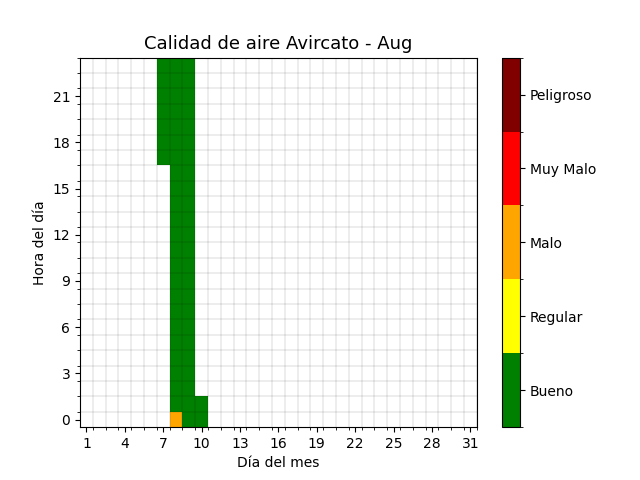 Calidad de aire Avircato - Aug
Hora del día
21
18
15
12
9
6
3
0
1 4 7 10 13 16 19 22 25 28 31
Día del mes
Peligroso
Muy Malo
Malo
Regular
Bueno